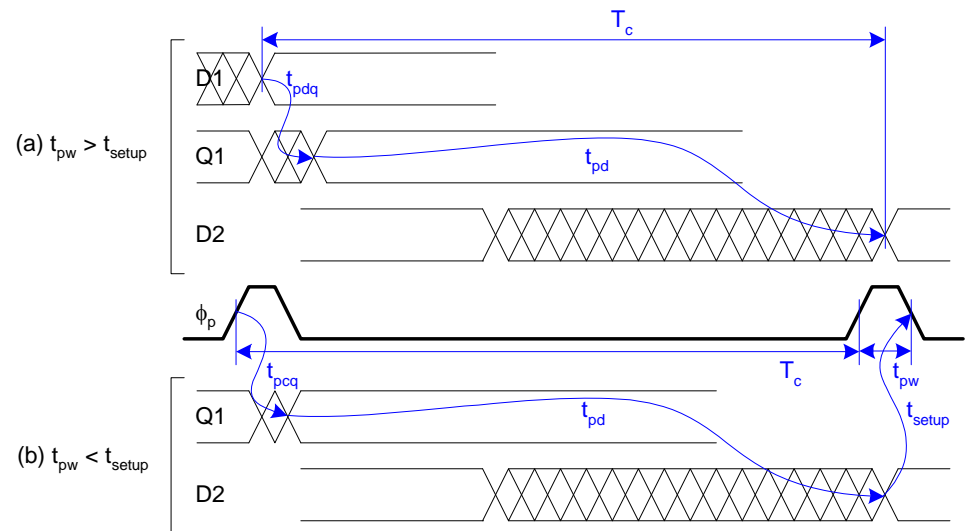 T_c
D1
t_pdq
(a) t_pw > t_setup
Q1
t_pd
D2
ϕ_p
T_c
t_pw
t_pcq
Q1
t_pd
t_setup
(b) t_pw < t_setup
D2